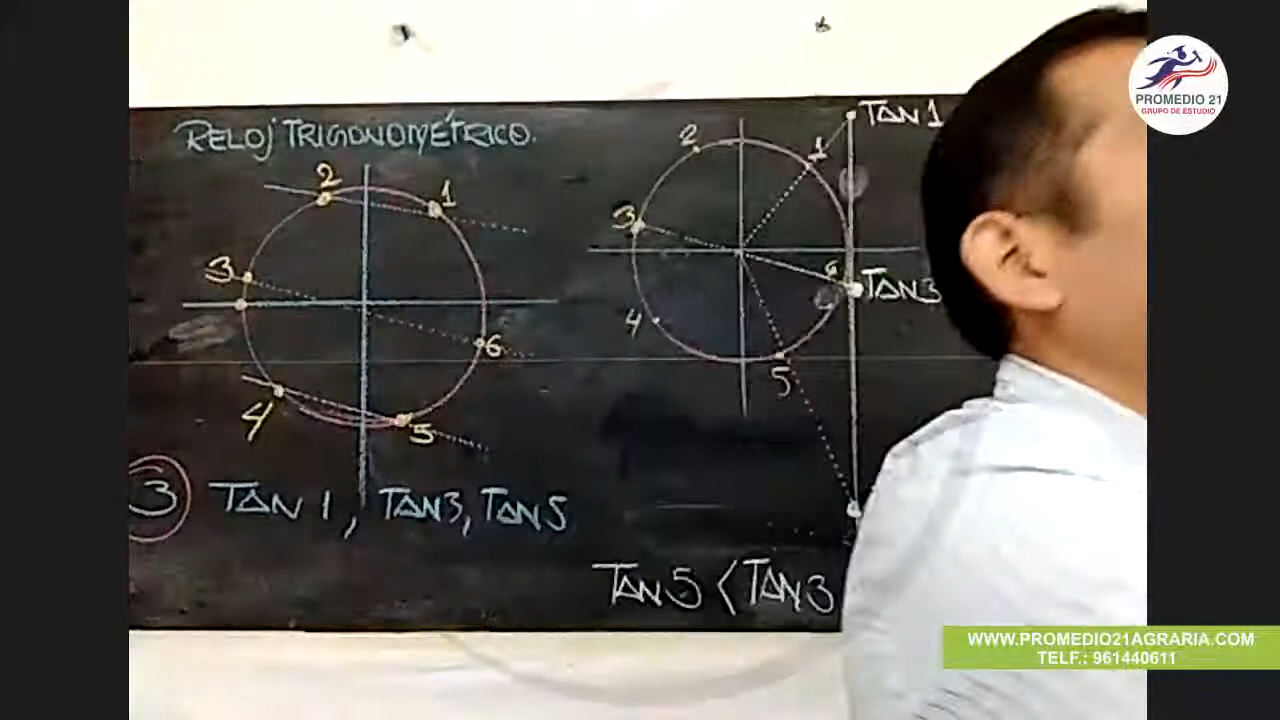 RELOJ TRIGONOMÉTRICO.
2
1
3
6
4
5
3 TAN 1, TAN3, TAN5
TAN 1
2
1
3
6
TAN3
4
5
TAN5 < TAN3
PROMEDIO 21
GRUPO DE ESTUDIO
WWW.PROMEDIO21AGRARIA.COM
TELF.: 961440611